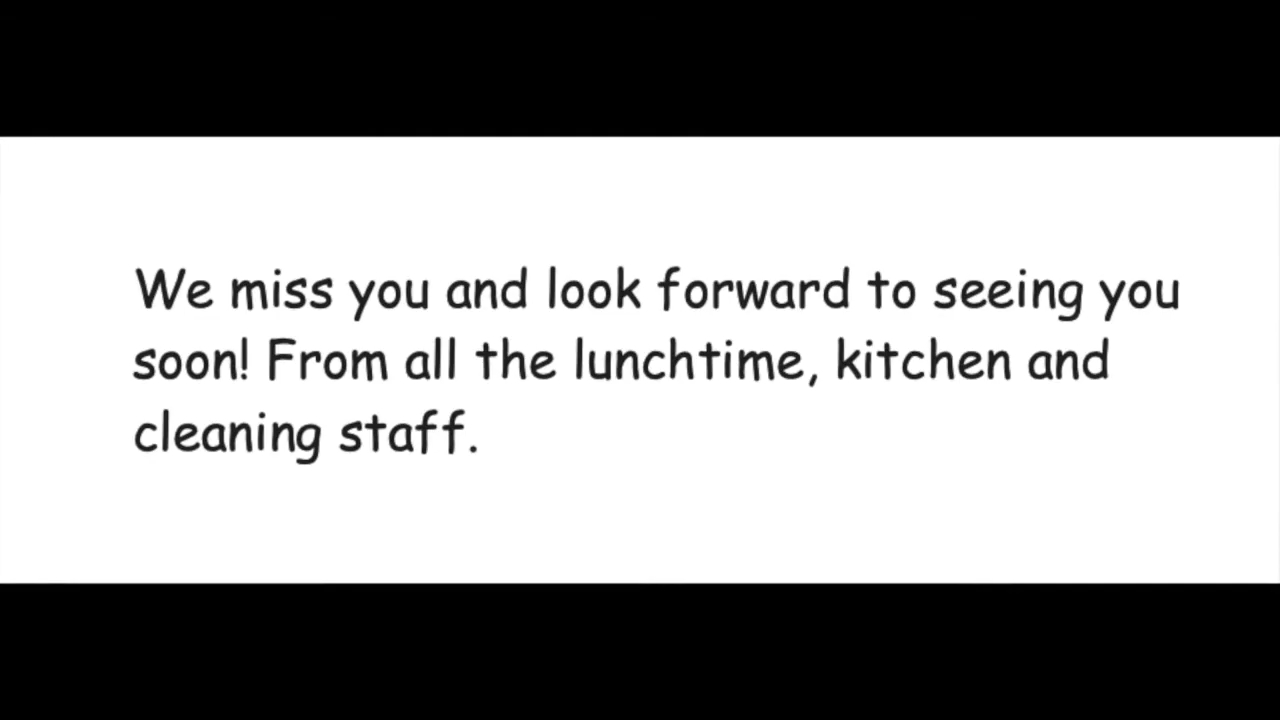 We miss you and look forward to seeing you
soon! From all the lunchtime, kitchen and
cleaning staff.